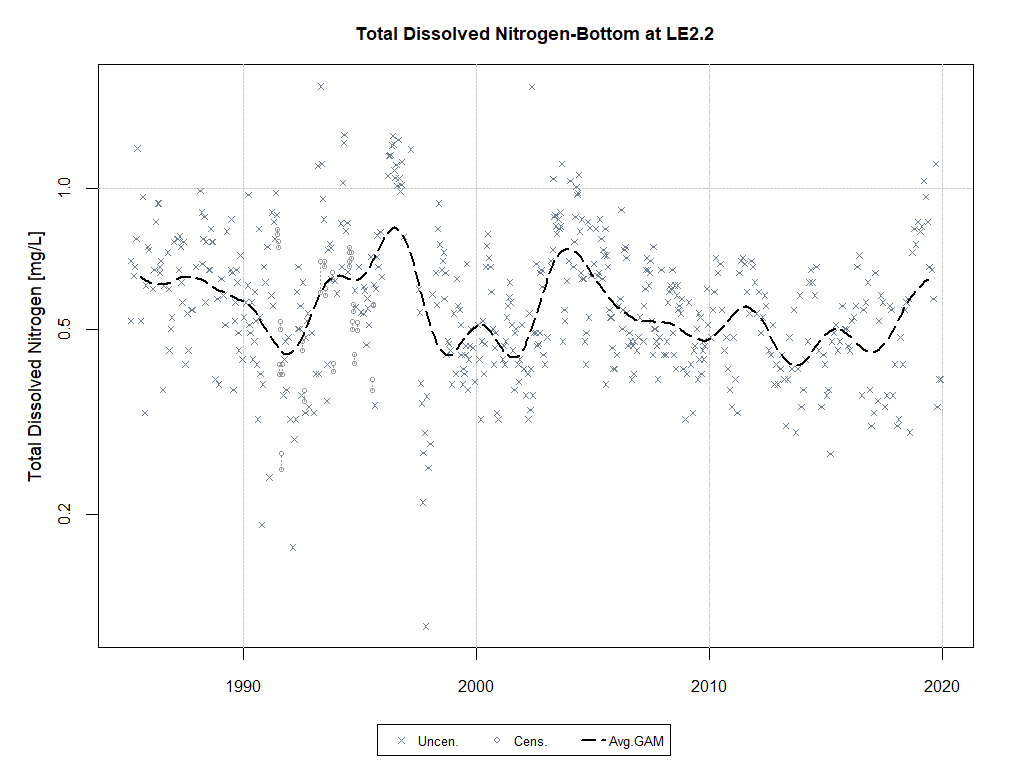 Total Dissolved Nitrogen-Bottom at LE2.2
Total Dissolved Nitrogen [mg/L]
1.0
0.5
0.2
1990 2000 2010 2020
Uncen. Cens. Avg.GAM